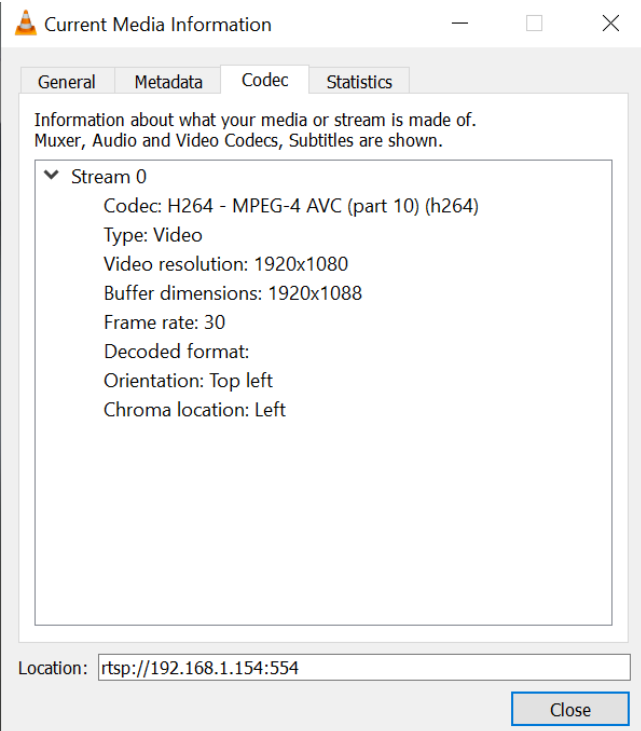 Current Media Information
General Metadata Codec Statistics
Information about what your media or stream is made of.
Muxer, Audio and Video Codecs, Subtitles are shown.
Stream 0
Codec: H264 - MPEG-4 AVC (part 10) (h264)
Type: Video
Video resolution: 1920x1080
Buffer dimensions: 1920x1088
Frame rate: 30
Decoded format:
Orientation: Top left
Chroma location: Left
Location: rtsp://192.168.1.154:554
Close